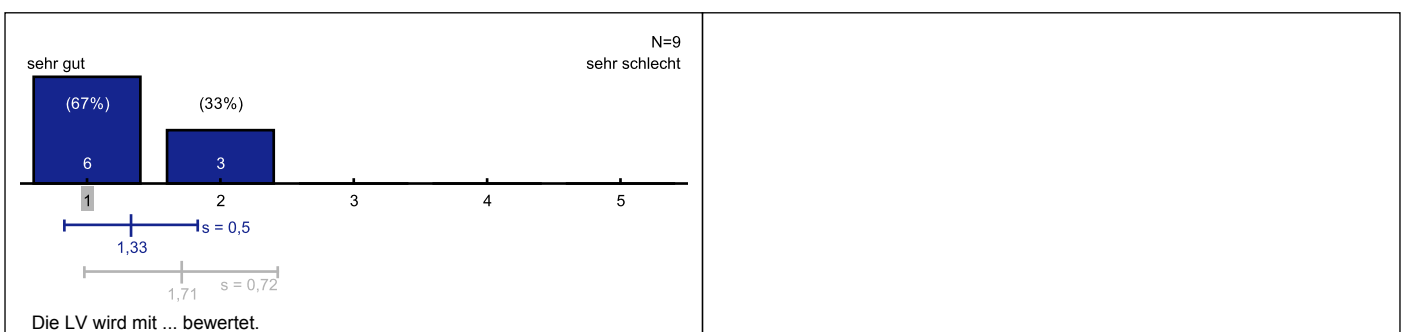 N=9
sehr gut sehr schlecht
(67%) (33%)
6 3
1 2 3 4 5
s = 0,5
1,33
s = 0,72
1,71
Die LV wird mit ... bewertet.